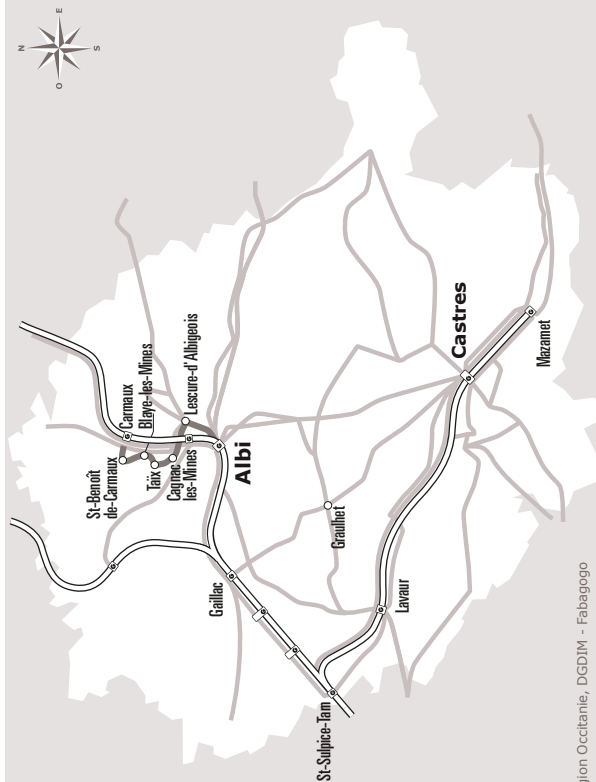 N
E
S
O
Carmaux
Blaye-les-Mines
Lescure-d'Albigeois
St-Benoît
de-Carmaux
Taïx
Cagnac
les-Mines
Albi
Gaillac
Graulhet
Castres
Mazamet
Lavaur
St-Sulpice-Tam
gion Occitanie, DGDIM - Fabagogo